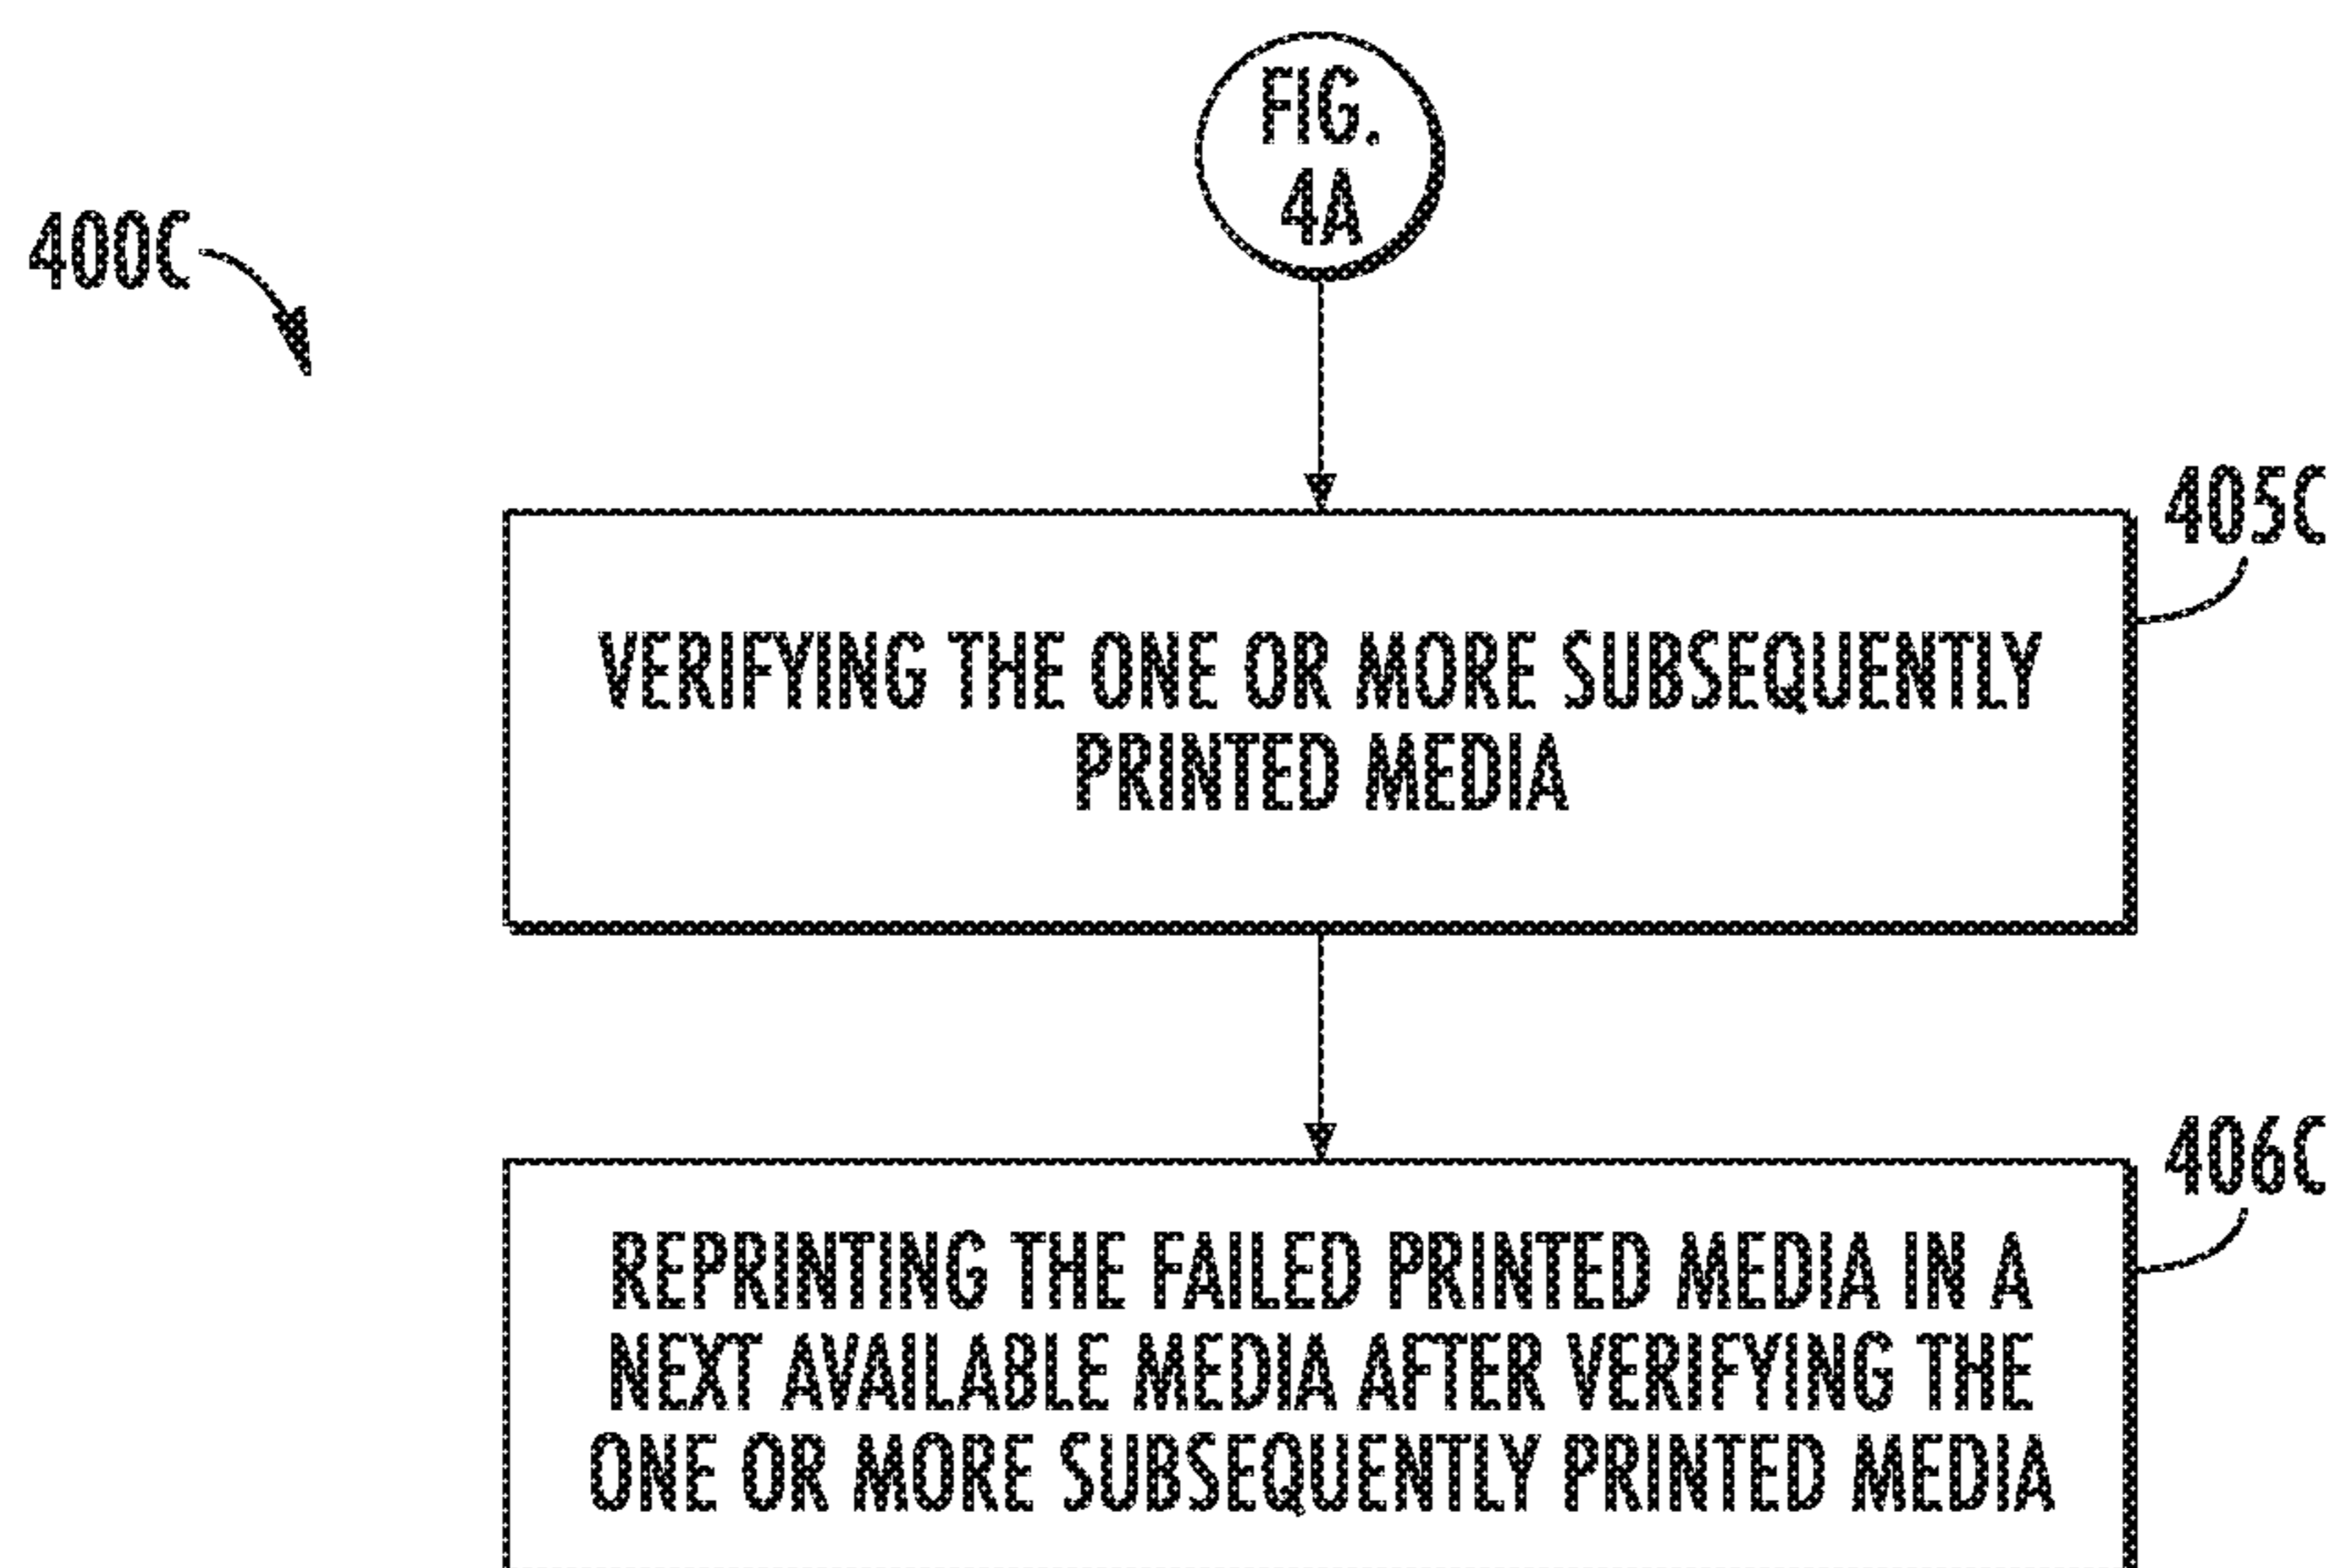 FIG.
4A
400C
405C
VERIFYING THE ONE OR MORE SUBSEQUENTLY
PRINTED MEDIA
406C
REPRINTING THE FAILED PRINTED MEDIA IN A
NEXT AVAILABLE MEDIA AFTER VERIFYING THE
ONE OR MORE SUBSEQUENTLY PRINTED MEDIA